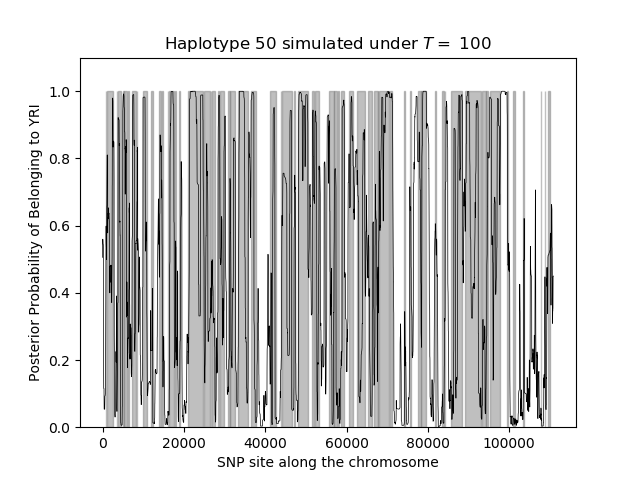 Haplotype 50 simulated under T = 100
Posterior Probability of Belonging to YRI
1.0
0.8
0.6
0.4
0.2
0.0
0 20000 40000 60000 80000 100000
SNP site along the chromosome